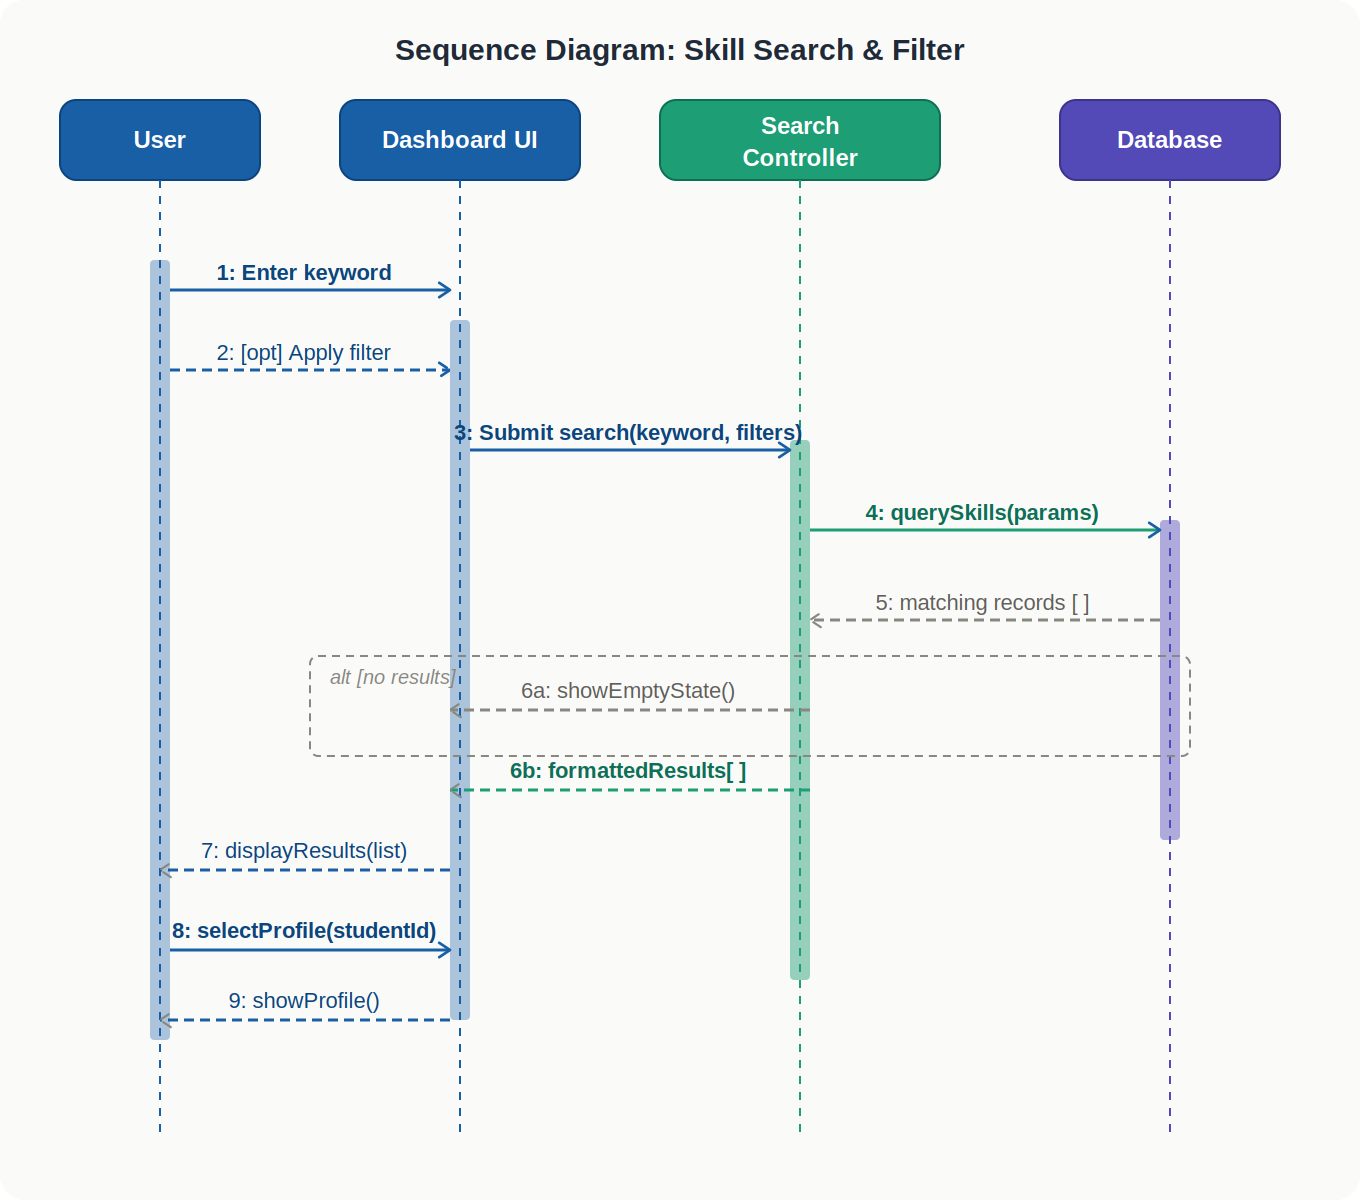 Sequence Diagram: Skill Search & Filter
User
Dashboard UI
Search
Controller
Database
1: Enter keyword
2: [opt] Apply filter
3: Submit search(keyword, filters)
4: querySkills(params)
5: matching records [ ]
alt [no results]
6a: showEmptyState()
6b: formattedResults[ ]
7: displayResults(list)
8: selectProfile(studentId)
9: showProfile()